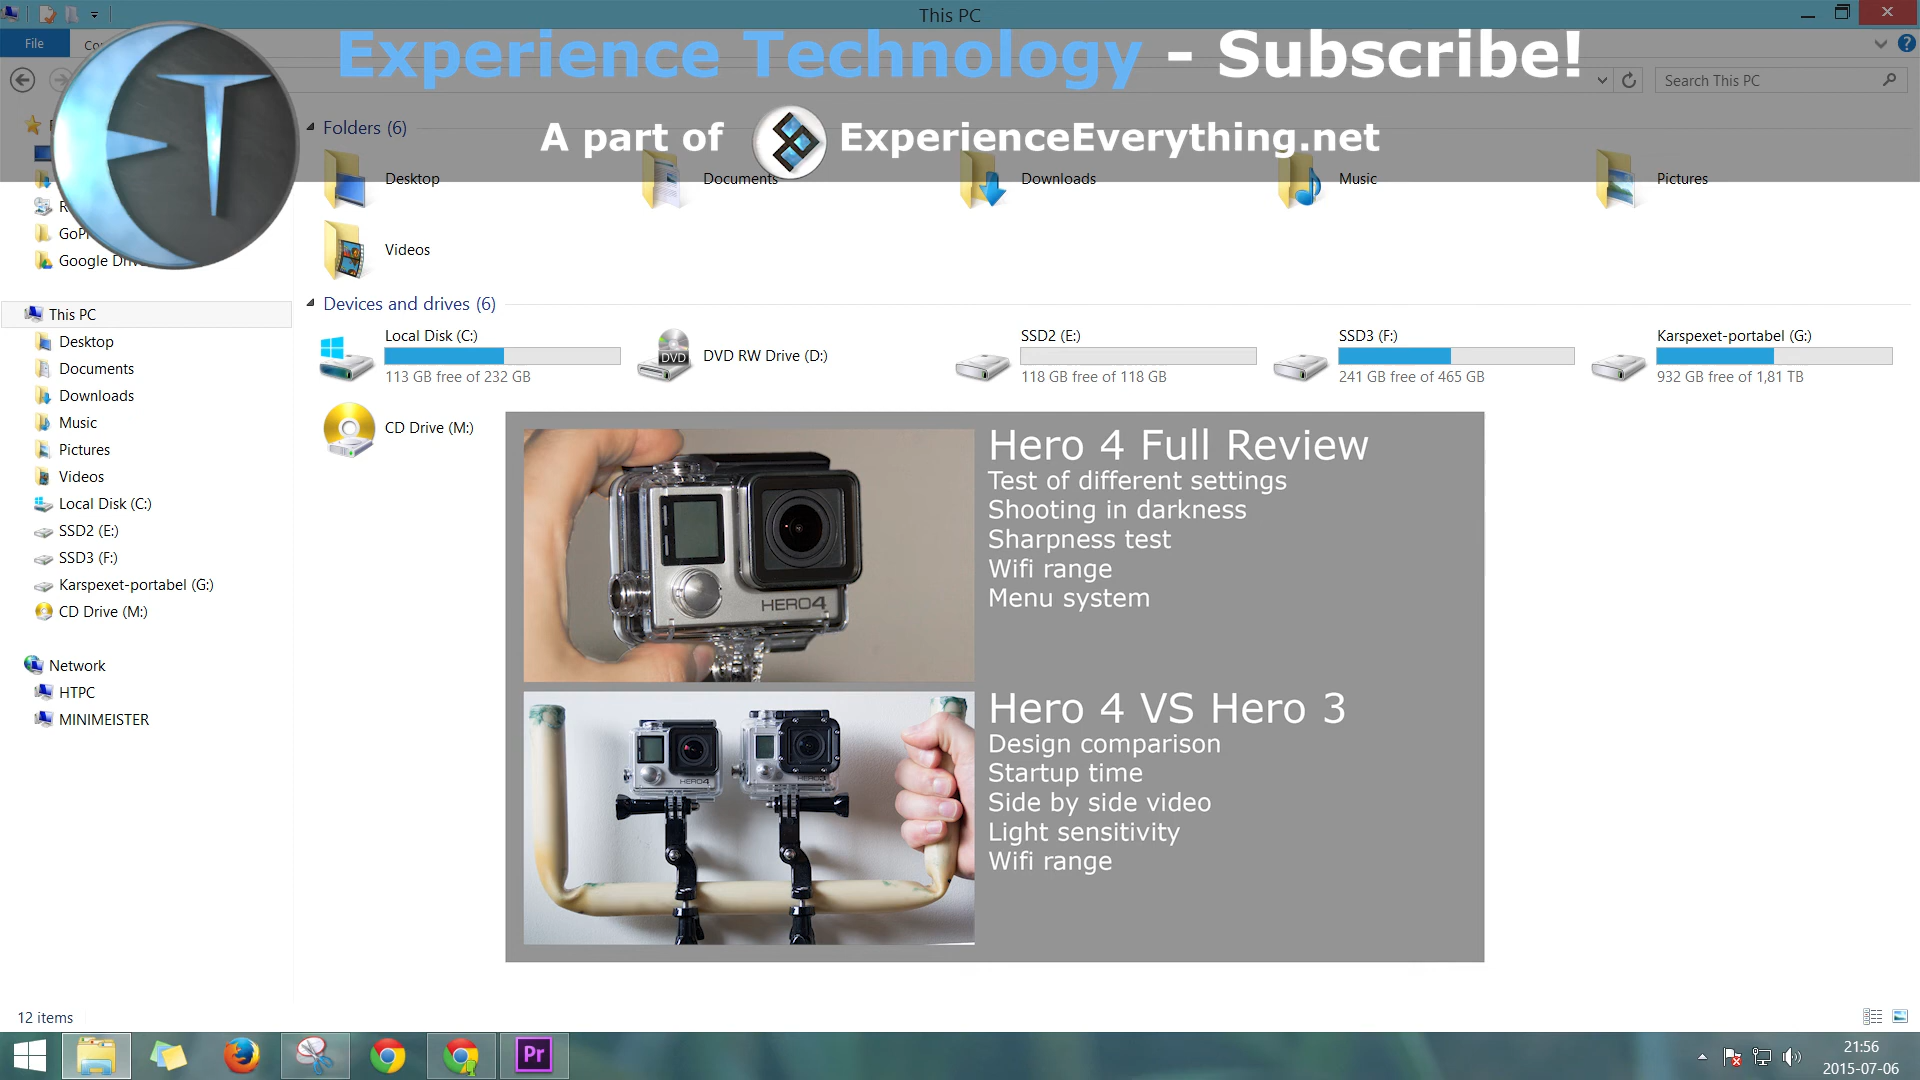 This PC
File
Experience Technology - Subscribe!
Search This PC
A part of ExperienceEverything.net
Folders (6)
Desktop
Documents
Downloads
Music
Pictures
Videos
Google
This PC
Desktop
Documents
Downloads
Music
Pictures
Videos
Local Disk (C:)
SSD2 (E:)
SSD3 (F:)
Karspexet-portabel (G:)
CD Drive (M:)
Network
HTPC
MINIMEISTER
Devices and drives (6)
Local Disk (C:)
113 GB free of 232 GB
DVD
DVD RW Drive (D:)
SSD2 (E:)
118 GB free of 118 GB
SSD3 (F:)
241 GB free of 465 GB
Karspexet-portabel (G:)
932 GB free of 1,81 TB
CD Drive (M:)
HERO4
Hero 4 Full Review
Test of different settings
Shooting in darkness
Sharpness test
Wifi range
Menu system
HERO4
HERO3
Hero 4 VS Hero 3
Design comparison
Startup time
Side by side video
Light sensitivity
Wifi range
12 items
Pr
21:56
2015-07-06